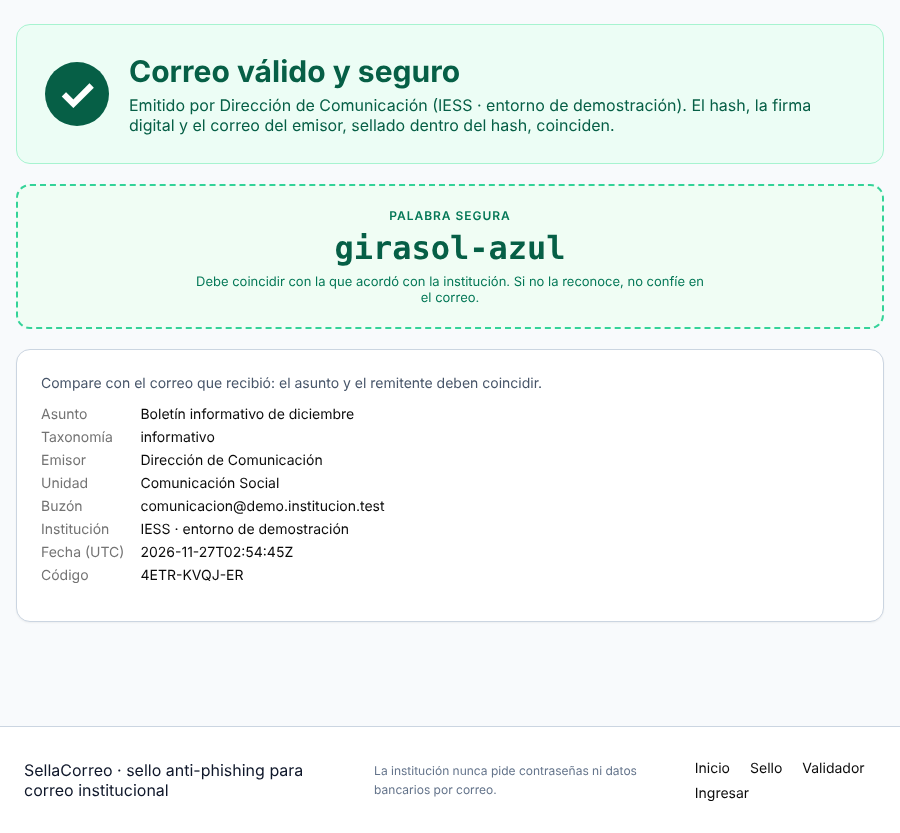 Correo válido y seguro
Emitido por Dirección de Comunicación (IESS · entorno de demostración). El hash, la firma
digital y el correo del emisor, sellado dentro del hash, coinciden.
PALABRA SEGURA
girasol-azul
Debe coincidir con la que acordó con la institución. Si no la reconoce, no confíe en
el correo.
Compare con el correo que recibió: el asunto y el remitente deben coincidir.
Asunto Boletín informativo de diciembre
Taxonomía informativo
Emisor Dirección de Comunicación
Unidad Comunicación Social
Buzón comunicacion@demo.institucion.test
Institución IESS · entorno de demostración
Fecha (UTC) 2026-11-27T02:54:45Z
Código 4ETR-KVQJ-ER
SellaCorreo · sello anti-phishing para
correo institucional
La institución nunca pide contraseñas ni datos
bancarios por correo.
Inicio Sello Validador
Ingresar